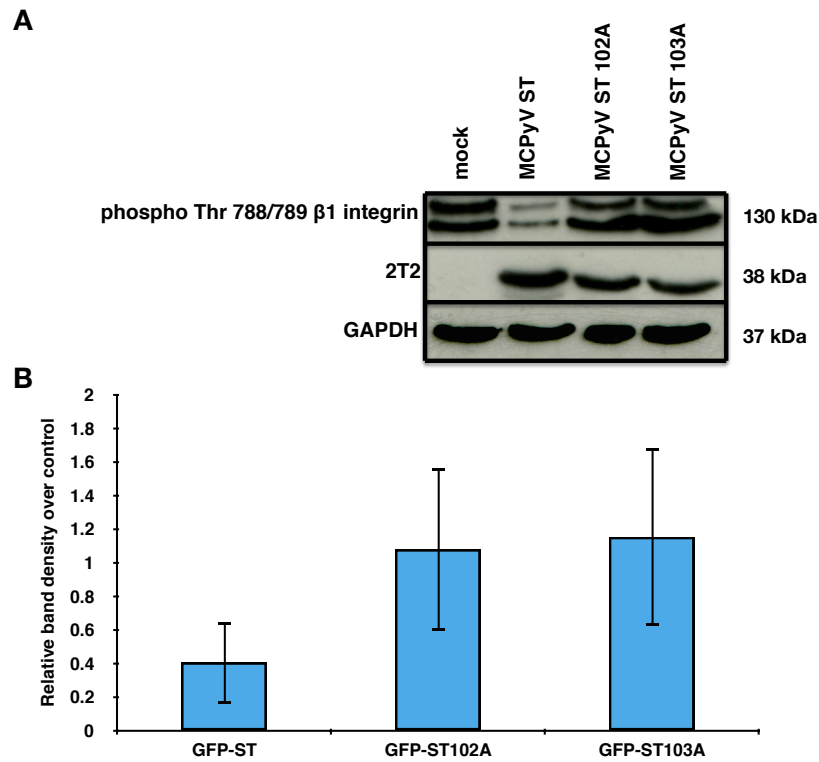 A
mock
MCPyV ST
MCPyV ST 102A
MCPyV ST 103A
phospho Thr 788/789 β1 integrin
130 kDa
2T2
38 kDa
GAPDH
37 kDa
B
Relative band density over control
2
1.8
1.6
1.4
1.2
1
0.8
0.6
0.4
0.2
0
GFP-ST
GFP-ST102A
GFP-ST103A